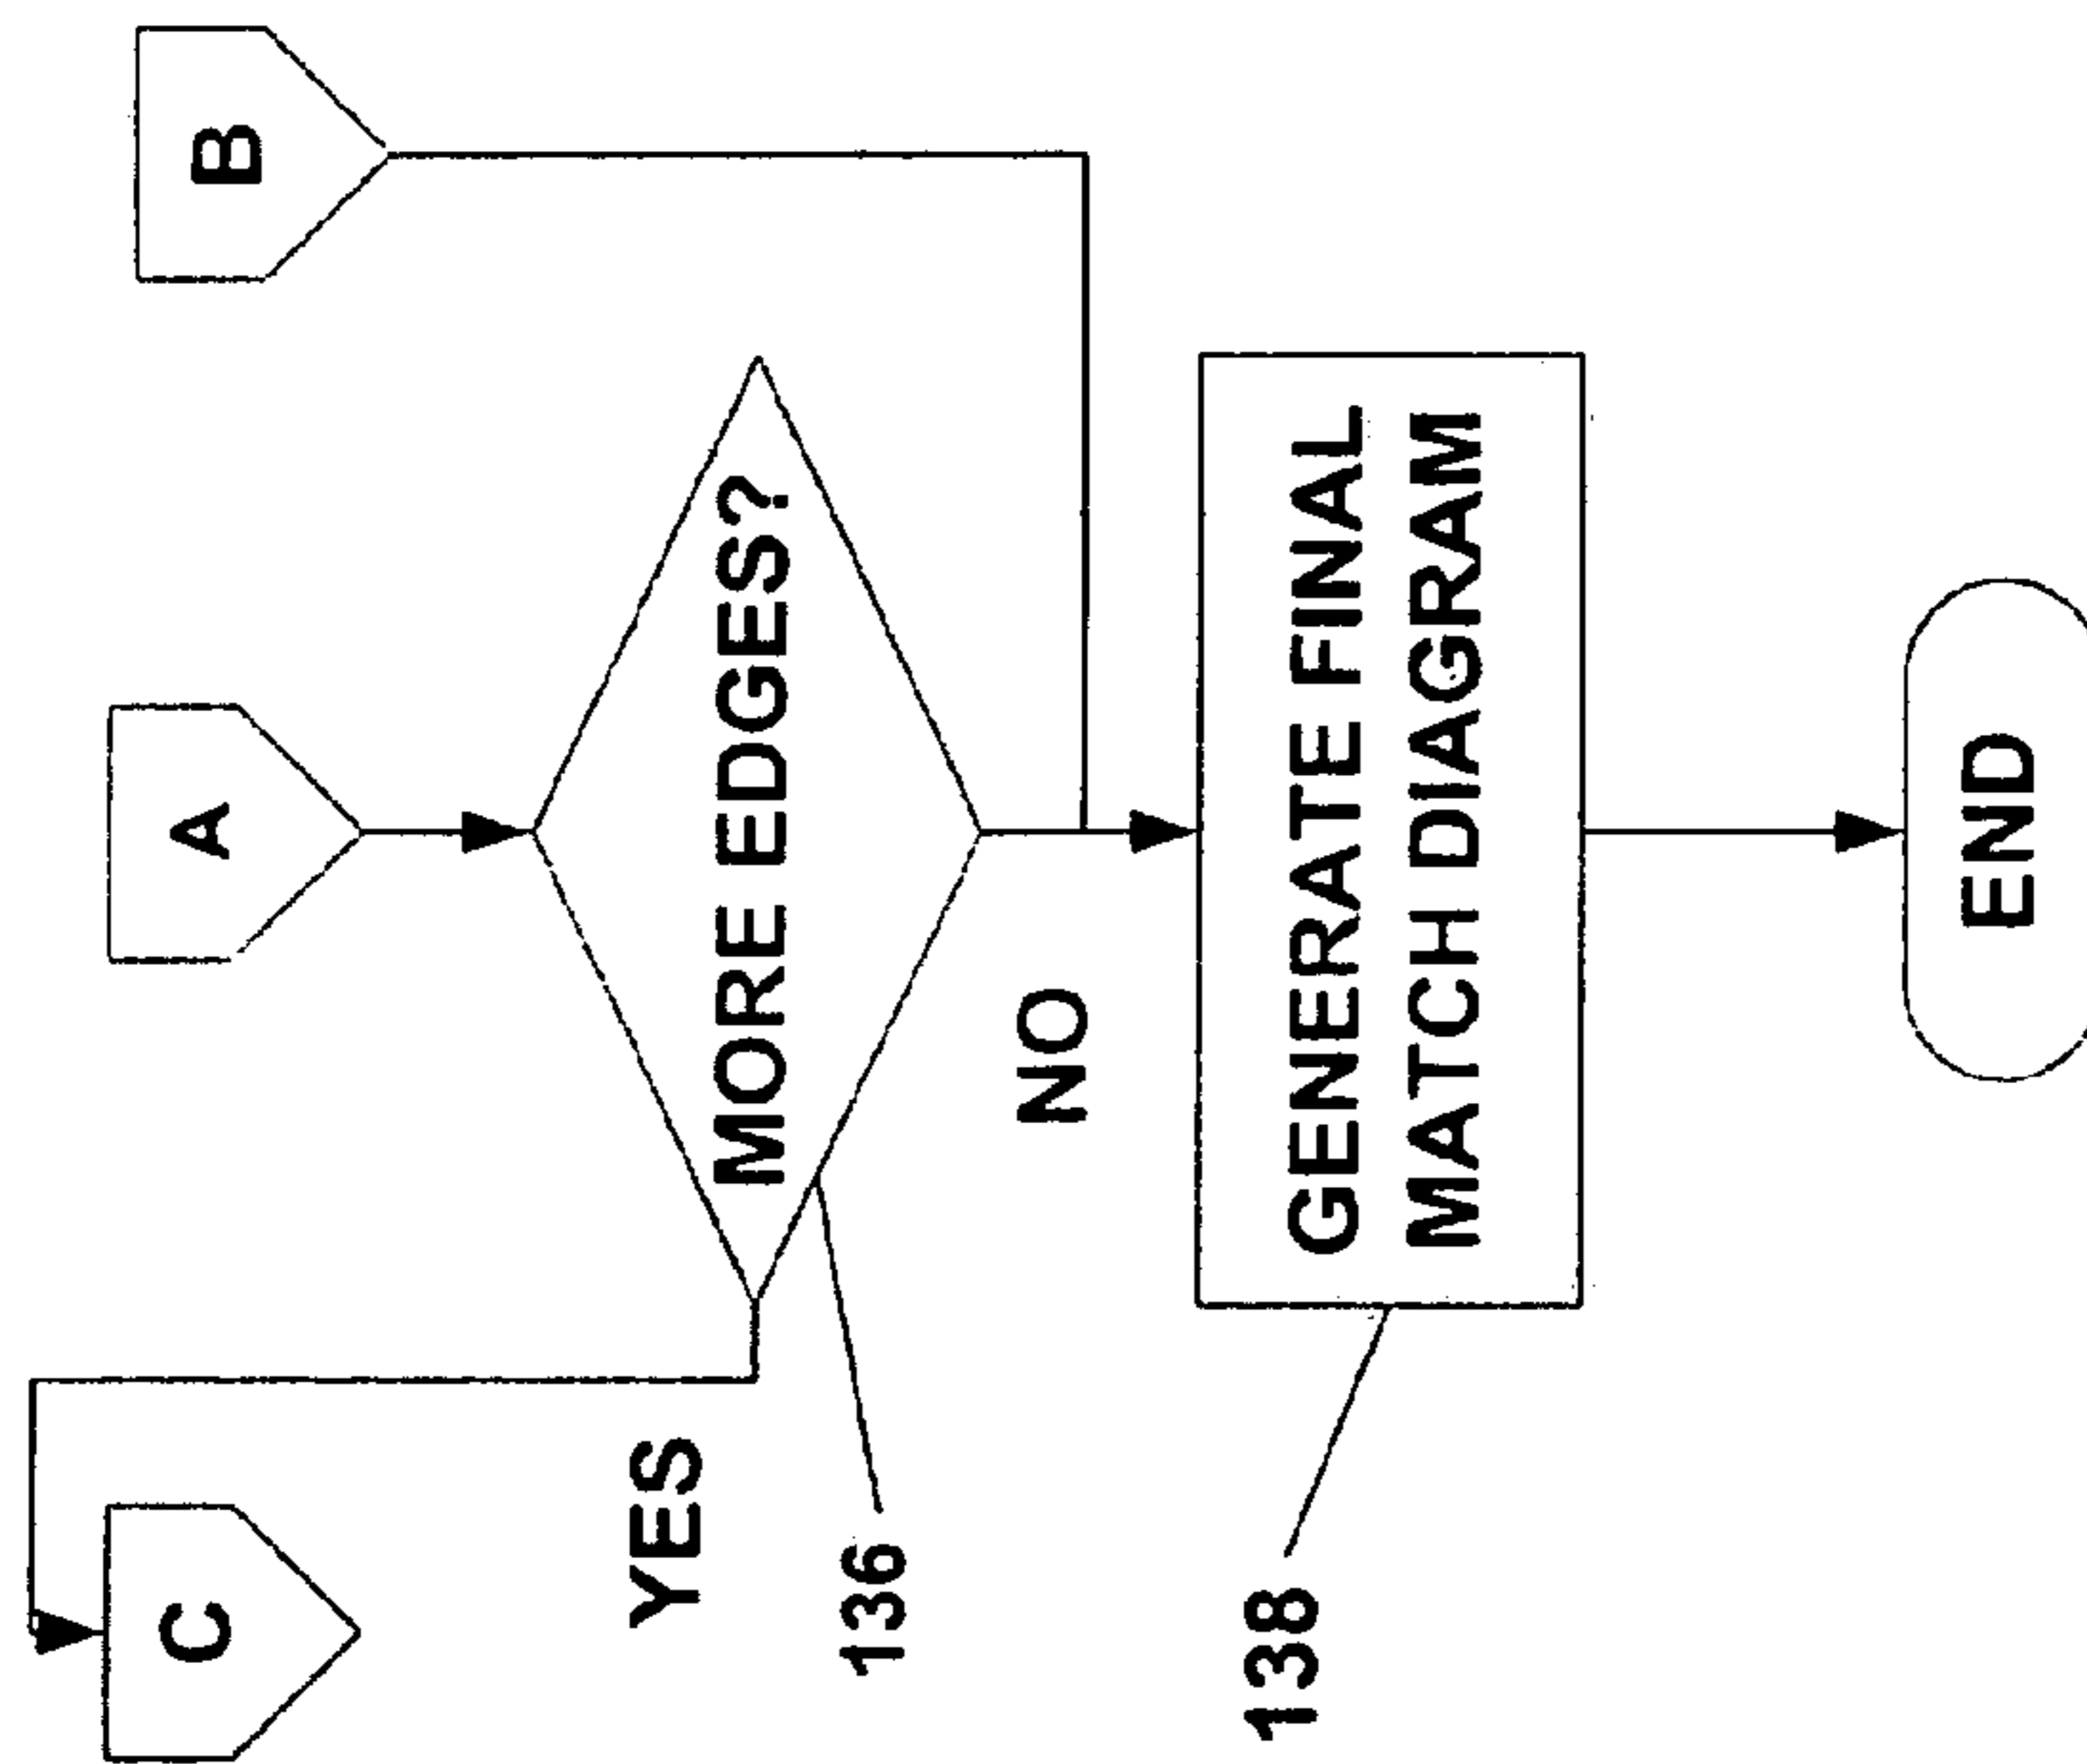 C
A
B
YES
MORE EDGES?
136
NO
138
GENERATE FINAL
MATCH DIAGRAM
END